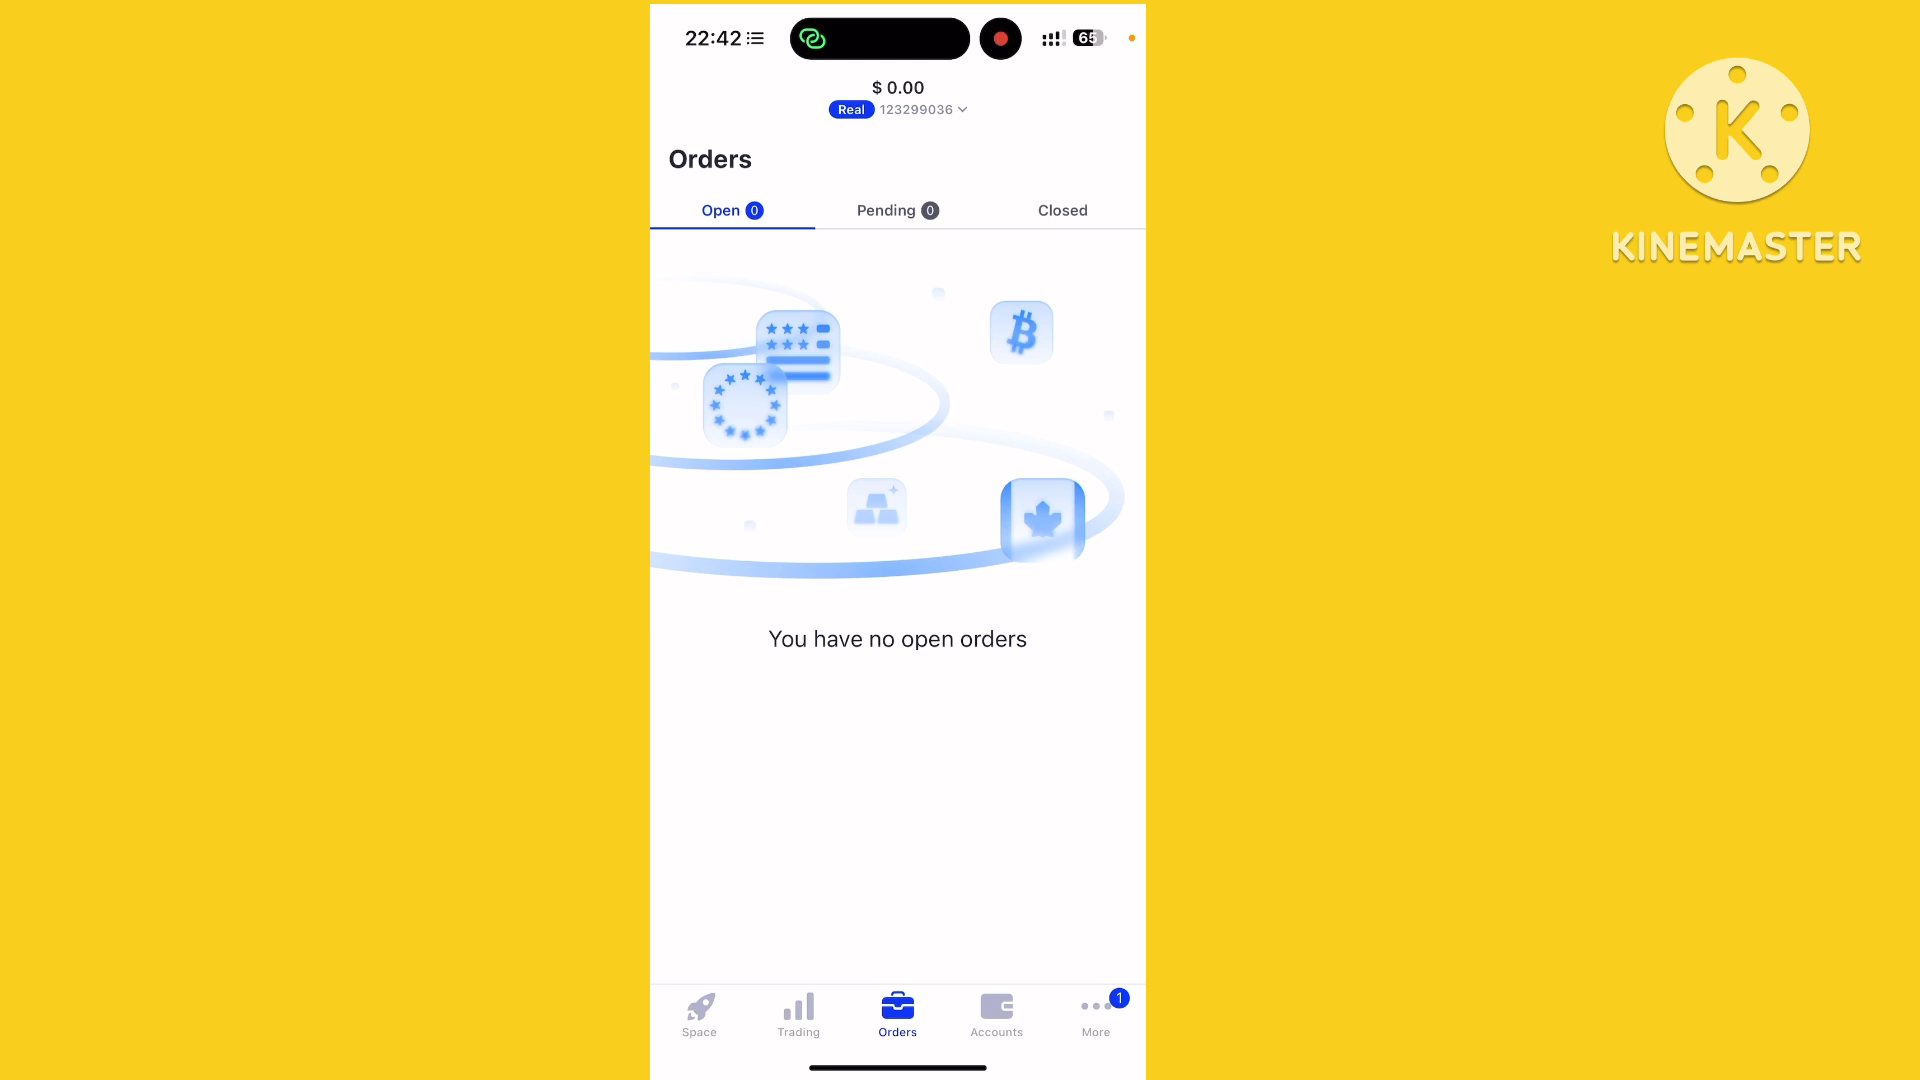 22:42
65
$ 0.00
Real 123299036
Orders
Open 0
Pending 0
Closed
You have no open orders
Space
Trading
Orders
Accounts
More
1
K
KINEMASTER